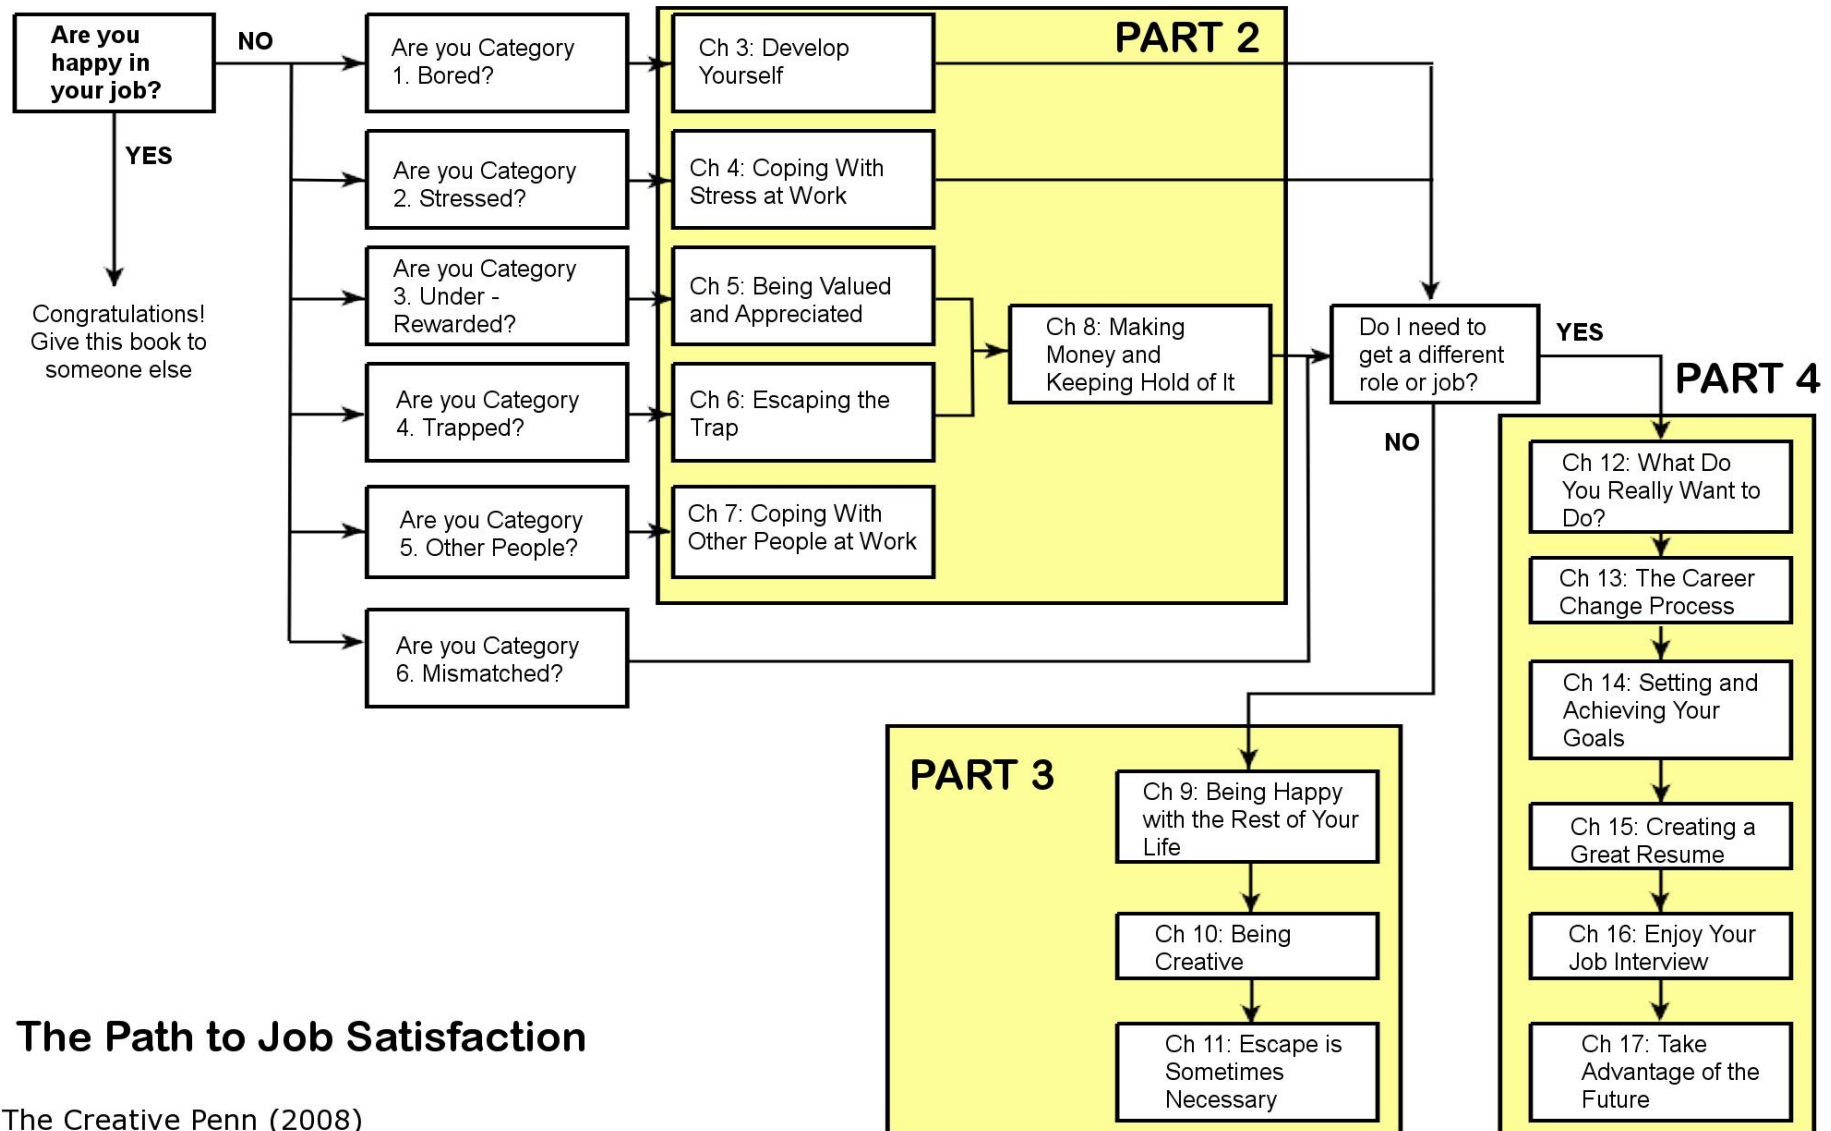 Are you
happy in
your job?
NO
YES
Congratulations!
Give this book to
someone else
Are you Category
1. Bored?
Are you Category
2. Stressed?
Are you Category
3. Under -
Rewarded?
Are you Category
4. Trapped?
Are you Category
5. Other People?
Are you Category
6. Mismatched?
PART 2
Ch 3: Develop
Yourself
Ch 4: Coping With
Stress at Work
Ch 5: Being Valued
and Appreciated
Ch 6: Escaping the
Trap
Ch 7: Coping With
Other People at Work
Ch 8: Making
Money and
Keeping Hold of It
Do I need to
get a different
role or job?
YES
NO
PART 3
Ch 9: Being Happy
with the Rest of Your
Life
Ch 10: Being
Creative
Ch 11: Escape is
Sometimes
Necessary
PART 4
Ch 12: What Do
You Really Want to
Do?
Ch 13: The Career
Change Process
Ch 14: Setting and
Achieving Your
Goals
Ch 15: Creating a
Great Resume
Ch 16: Enjoy Your
Job Interview
Ch 17: Take
Advantage of the
Future
The Path to Job Satisfaction
The Creative Penn (2008)